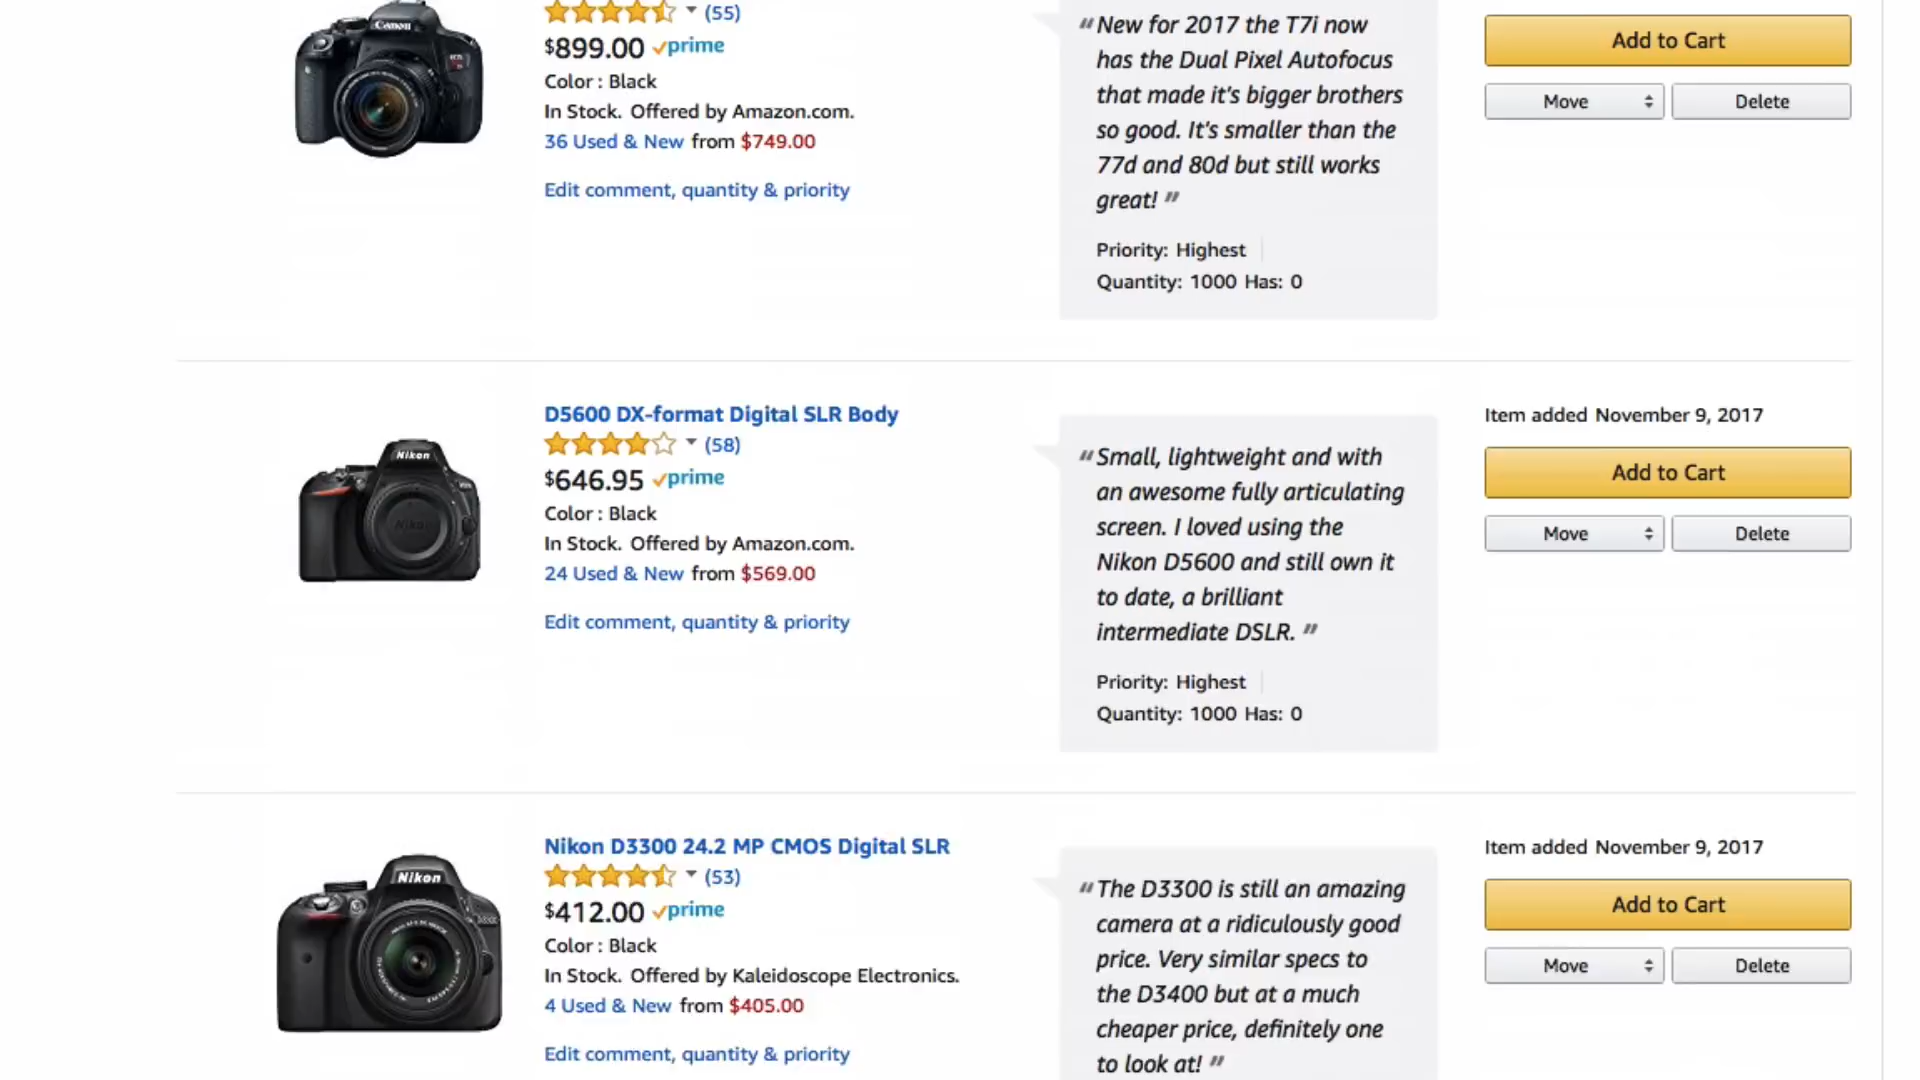 Canon
(55)
$899.00 prime
Color : Black
In Stock. Offered by Amazon.com.
36 Used & New from $749.00
Edit comment, quantity & priority
" New for 2017 the T7i now
has the Dual Pixel Autofocus
that made it's bigger brothers
so good. It's smaller than the
77d and 80d but still works
great! "
Priority: Highest
Quantity: 1000 Has: 0
Add to Cart
Move
Delete
Nikon
D5600 DX-format Digital SLR Body
(58)
$646.95 prime
Color : Black
In Stock. Offered by Amazon.com.
24 Used & New from $569.00
Edit comment, quantity & priority
" Small, lightweight and with
an awesome fully articulating
screen. I loved using the
Nikon D5600 and still own it
to date, a brilliant
intermediate DSLR. "
Priority: Highest
Quantity: 1000 Has: 0
Item added November 9, 2017
Add to Cart
Move
Delete
Nikon
Nikon D3300 24.2 MP CMOS Digital SLR
(53)
$412.00 prime
Color : Black
In Stock. Offered by Kaleidoscope Electronics.
4 Used & New from $405.00
Edit comment, quantity & priority
" The D3300 is still an amazing
camera at a ridiculously good
price. Very similar specs to
the D3400 but at a much
cheaper price, definitely one
to look at! "
Item added November 9, 2017
Add to Cart
Move
Delete